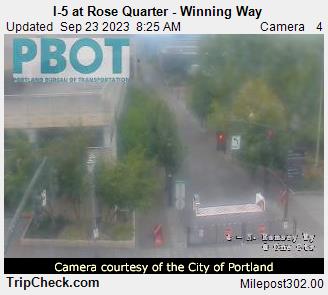 I-5 at Rose Quarter - Winning Way
Updated Sep 23 2023 8:25 AM Camera 4
PBOT
PORTLAND BUREAU OF TRANSPORTATION
Camera courtesy of the City of Portland
TripCheck.com Milepost302.00